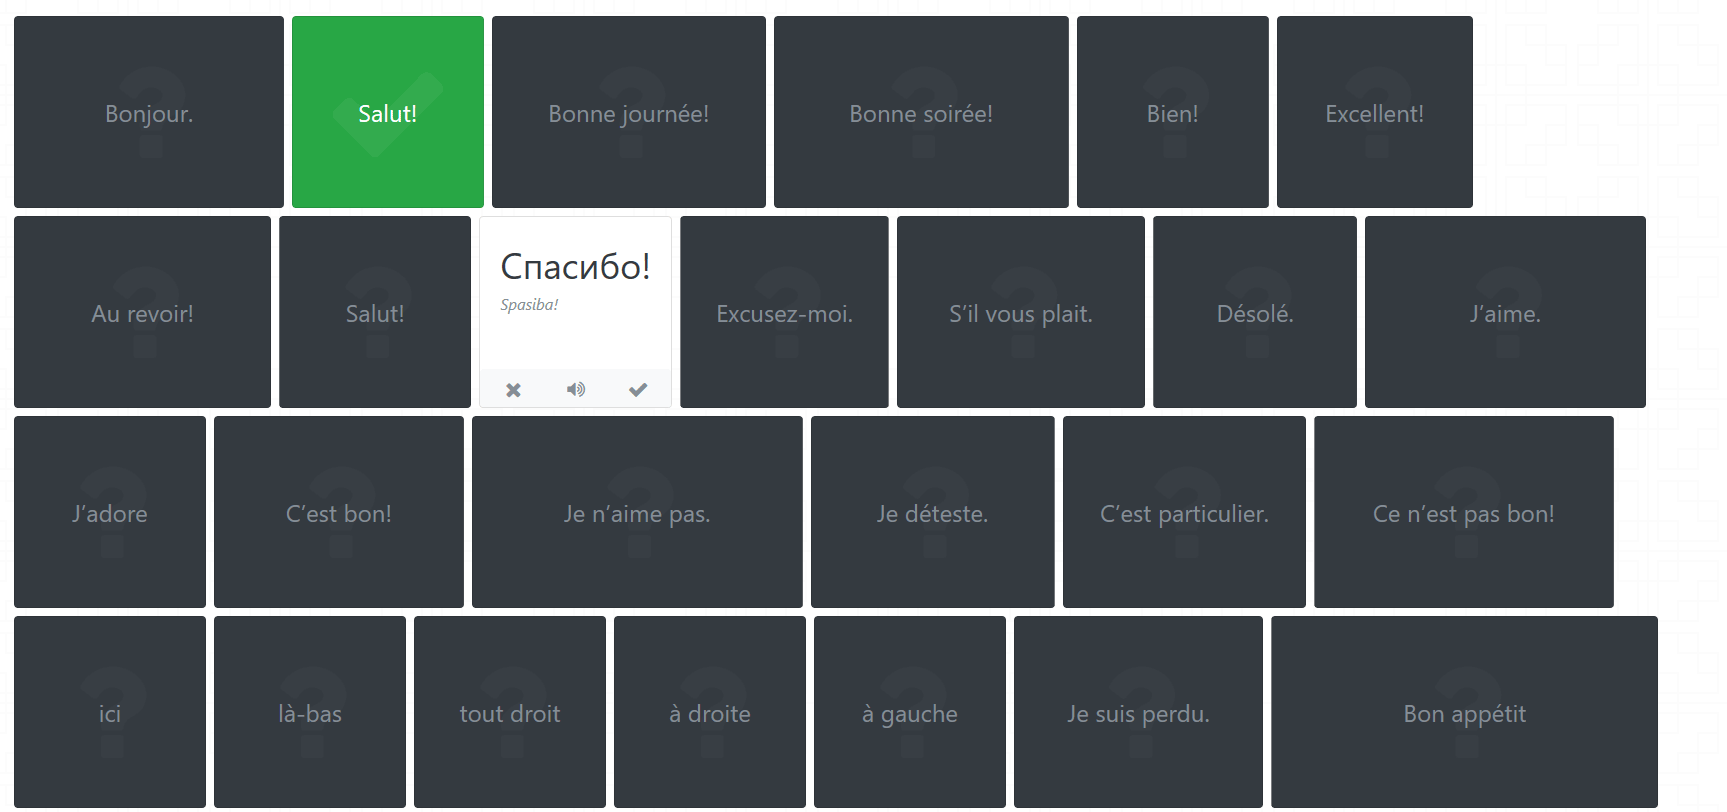 Bonjour.
Salut!
Bonne journée!
Bonne soirée!
Bien!
Excellent!
Au revoir!
Salut!
Спасибо!
Spasiba!
Excusez-moi.
S’il vous plait.
Désolé.
J’aime.
J’adore
C’est bon!
Je n’aime pas.
Je déteste.
C’est particulier.
Ce n’est pas bon!
ici
là-bas
tout droit
à droite
à gauche
Je suis perdu.
Bon appétit